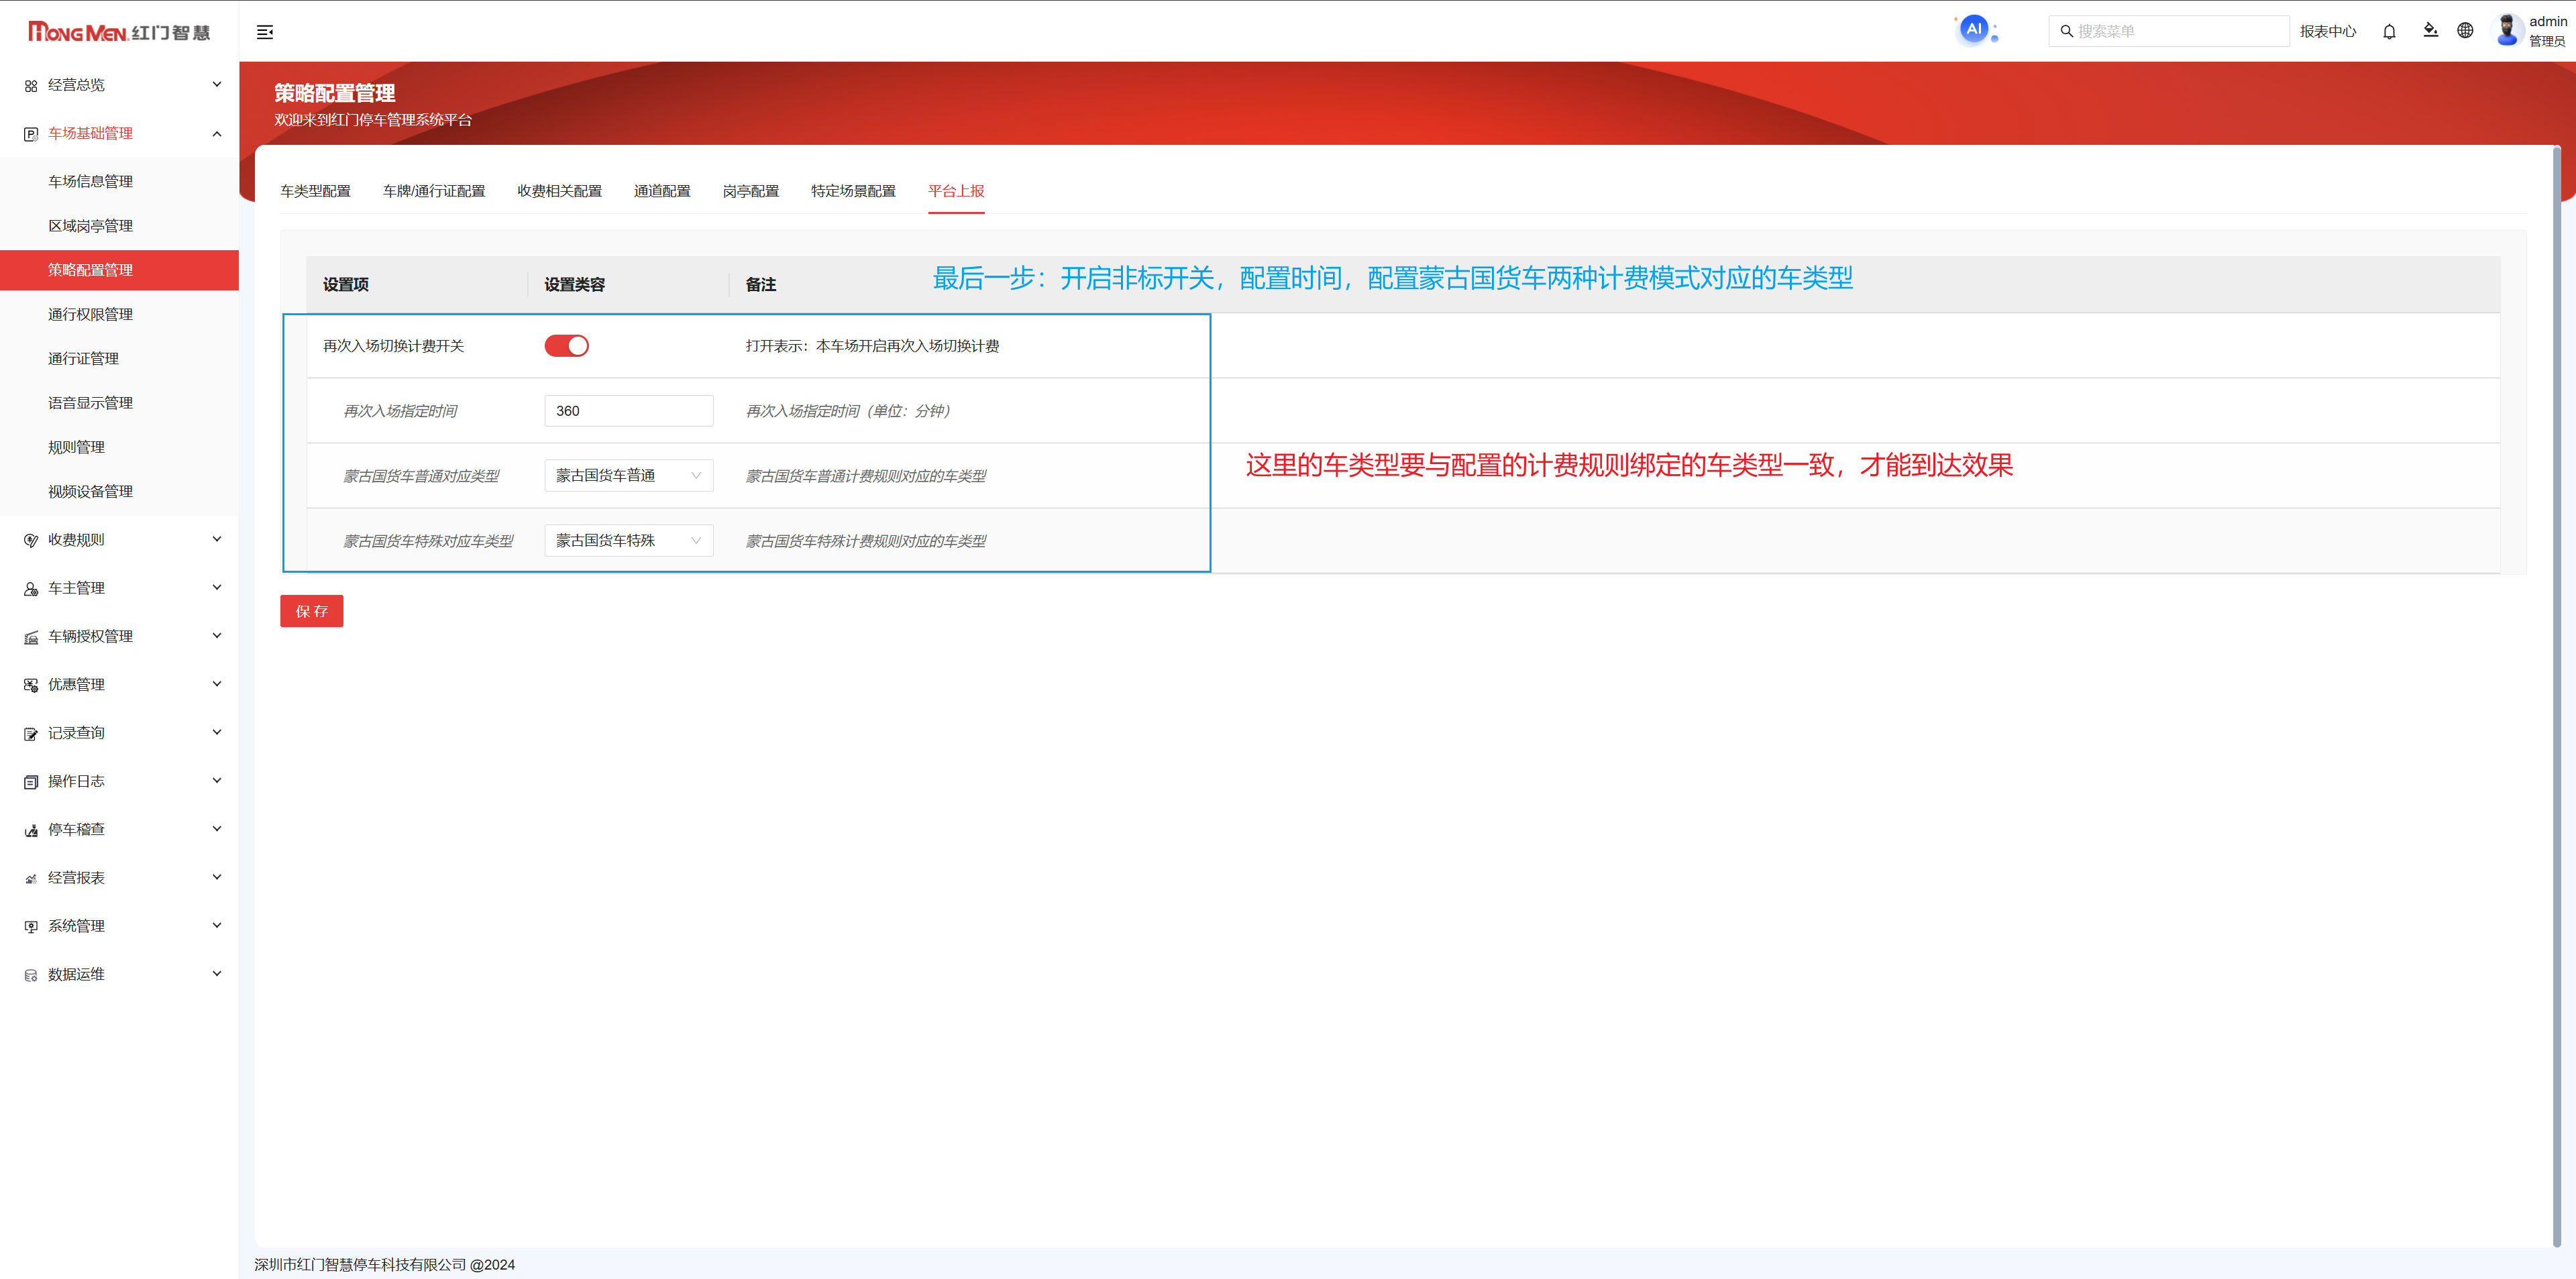 HONGMEN 红门智慧
AI
搜索菜单
报表中心
admin
管理员
经营总览
车场基础管理
车场信息管理
区域岗亭管理
策略配置管理
通行权限管理
通行证管理
语音显示管理
规则管理
视频设备管理
收费规则
车主管理
车辆授权管理
优惠管理
记录查询
操作日志
停车稽查
经营报表
系统管理
数据运维
策略配置管理
欢迎来到红门停车管理系统平台
车类型配置 车牌/通行证配置 收费相关配置 通道配置 岗亭配置 特定场景配置 平台上报
设置项 设置类容 备注
最后一步：开启非标开关，配置时间，配置蒙古国货车两种计费模式对应的车类型
再次入场切换计费开关 打开表示：本车场开启再次入场切换计费
再次入场指定时间 360 再次入场指定时间（单位：分钟）
蒙古国货车普通对应类型 蒙古国货车普通 蒙古国货车普通计费规则对应的车类型
这里的车类型要与配置的计费规则绑定的车类型一致，才能到达效果
蒙古国货车特殊对应车类型 蒙古国货车特殊 蒙古国货车特殊计费规则对应的车类型
保 存
深圳市红门智慧停车科技有限公司 @2024